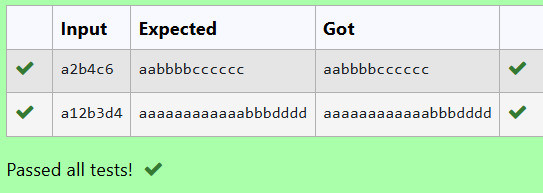 Input Expected Got
a2b4c6 aabbbbcccccc aabbbbcccccc
a12b3d4 aaaaaaaaaaaabbbdddd aaaaaaaaaaaabbbdddd
Passed all tests!